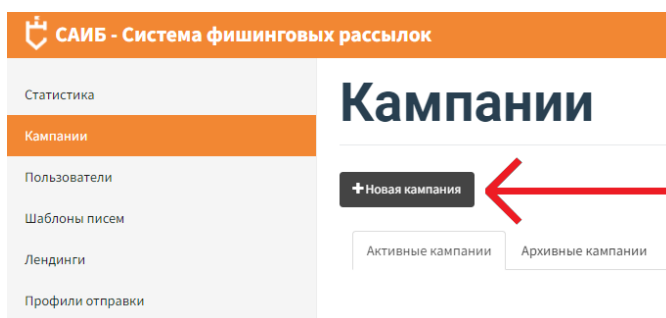 САИБ - Система фишинговых рассылок
Статистика
Кампании
Пользователи
Шаблоны писем
Лендинги
Профили отправки
Кампании
+Новая кампания
Активные кампании
Архивные кампании